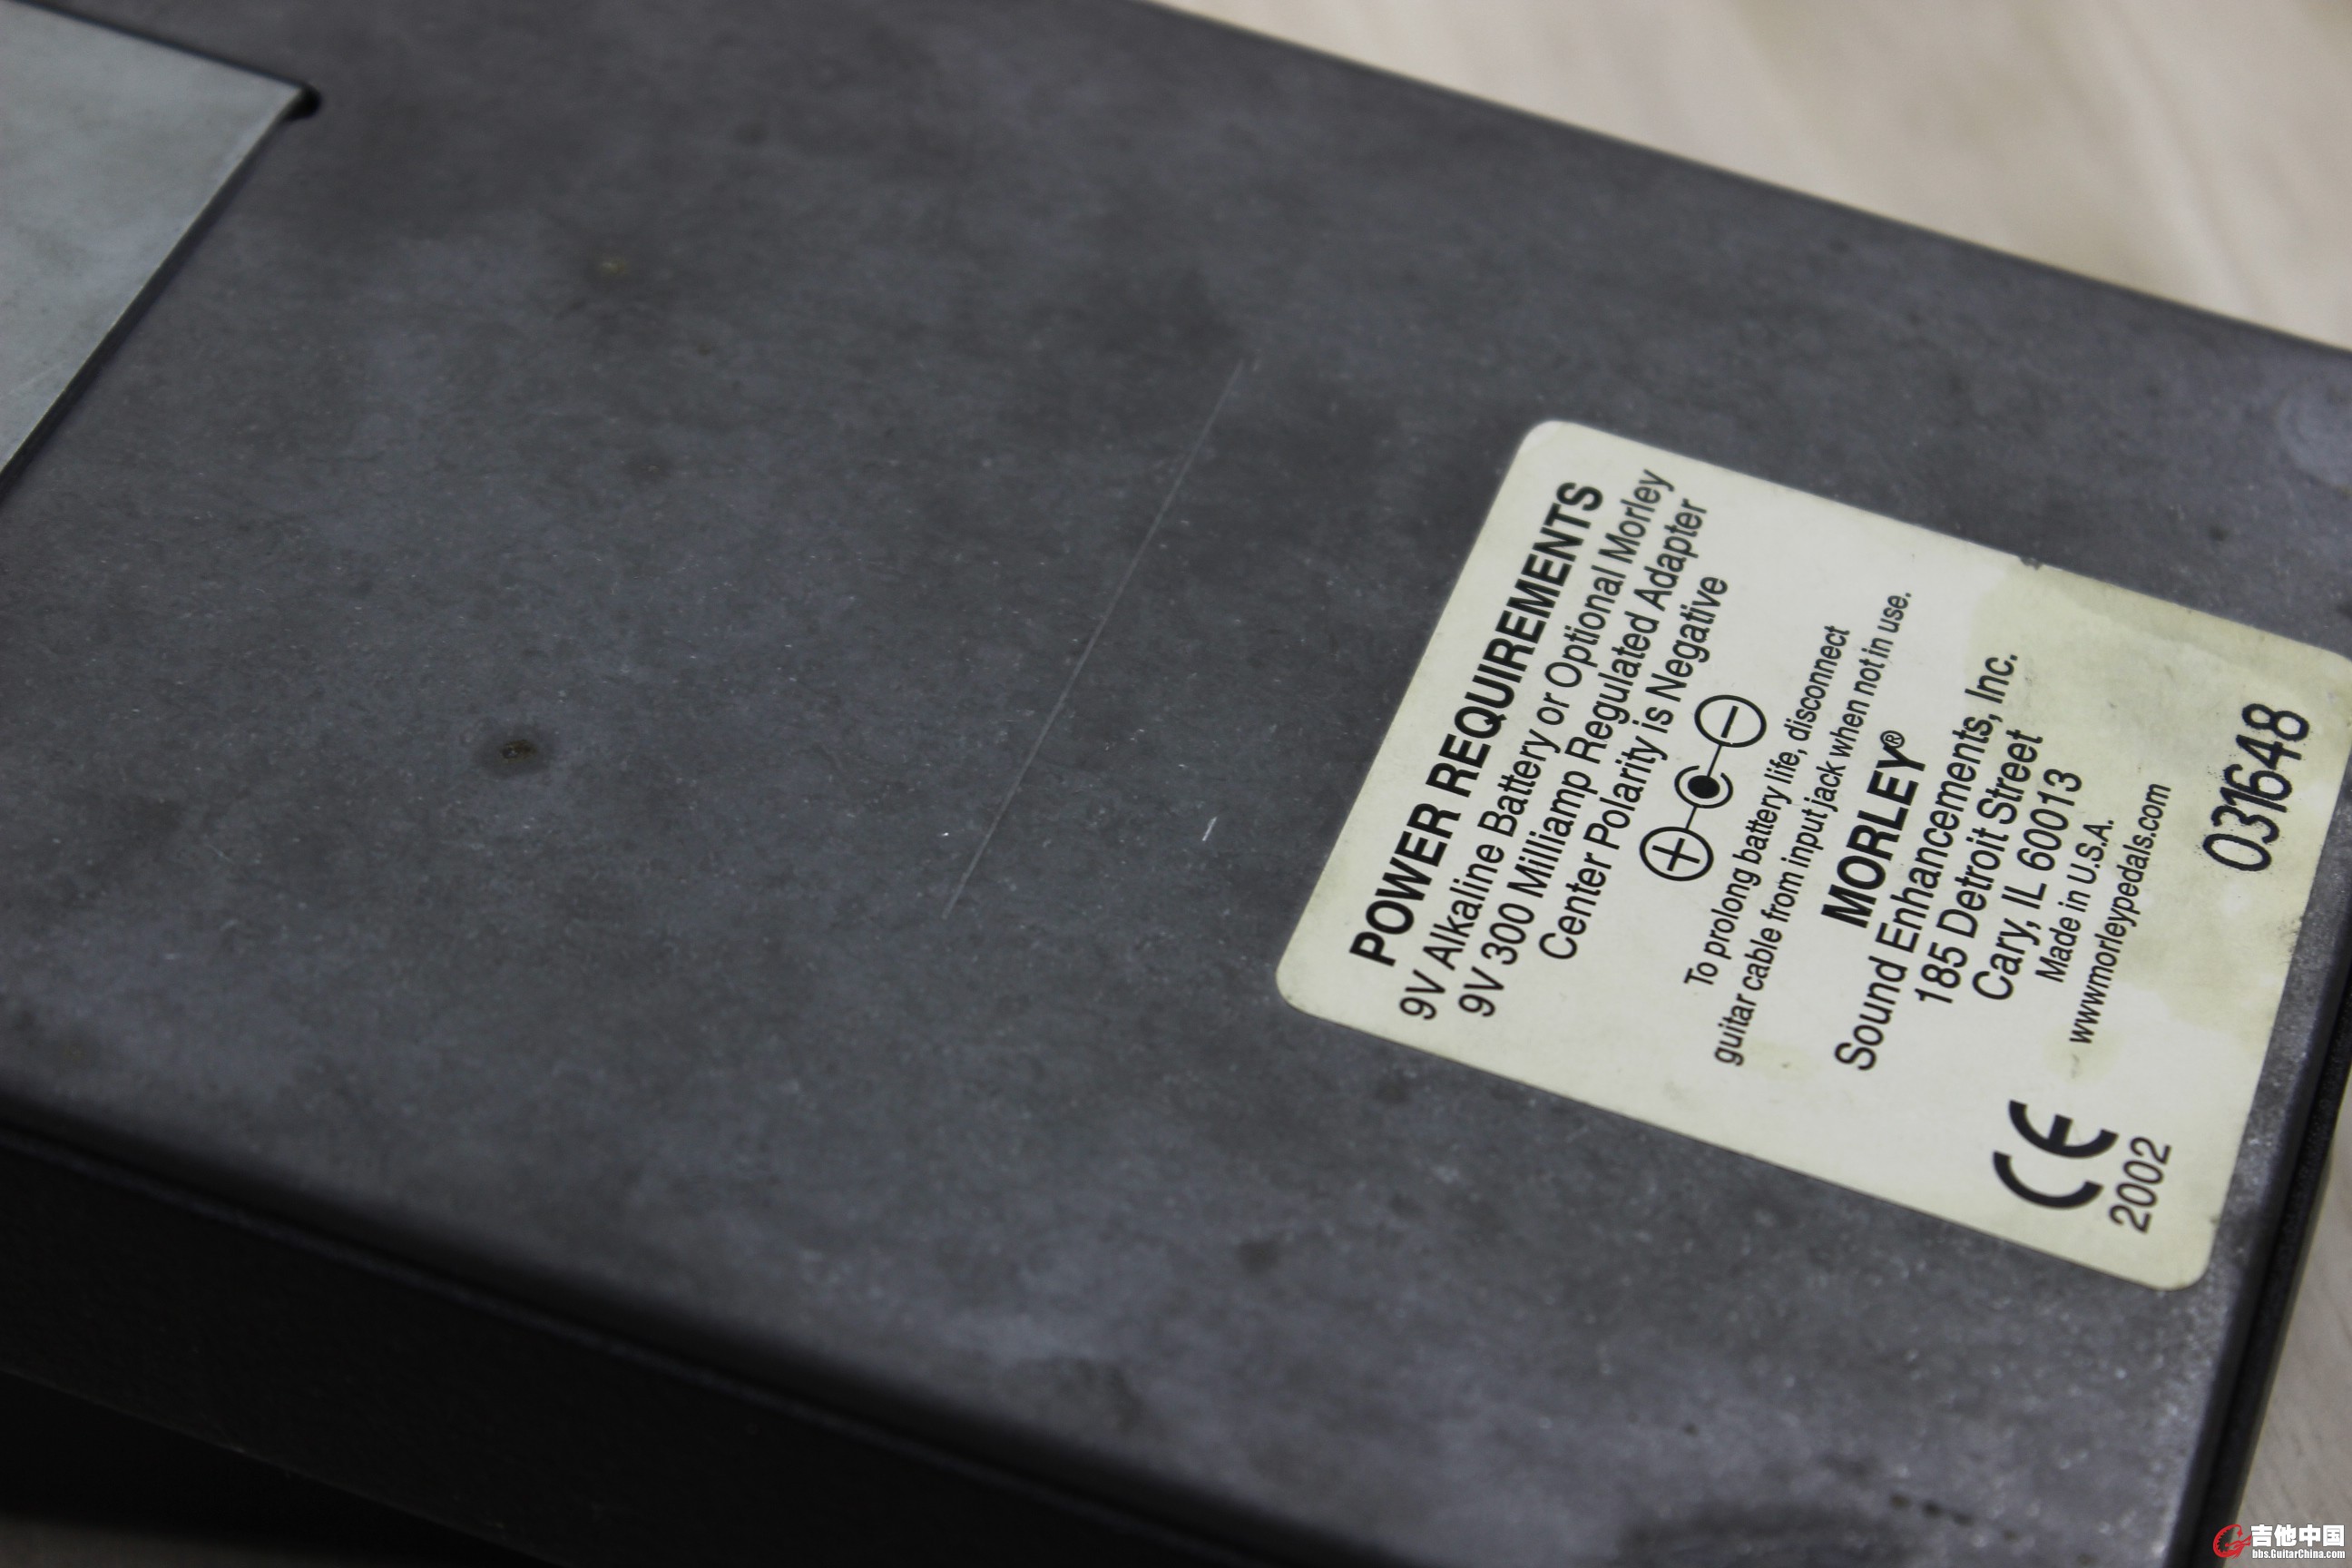 POWER REQUIREMENTS
9V Alkaline Battery or Optional Morley
9V 300 Milliamp Regulated Adapter
Center Polarity is Negative
To prolong battery life, disconnect
guitar cable from input jack when not in use.
MORLEY®
Sound Enhancements, Inc.
185 Detroit Street
Cary, IL 60013
Made in U.S.A.
wwmorleypedals.com
CE
2002
031648
吉他中国
bbs.GuitarChina.com